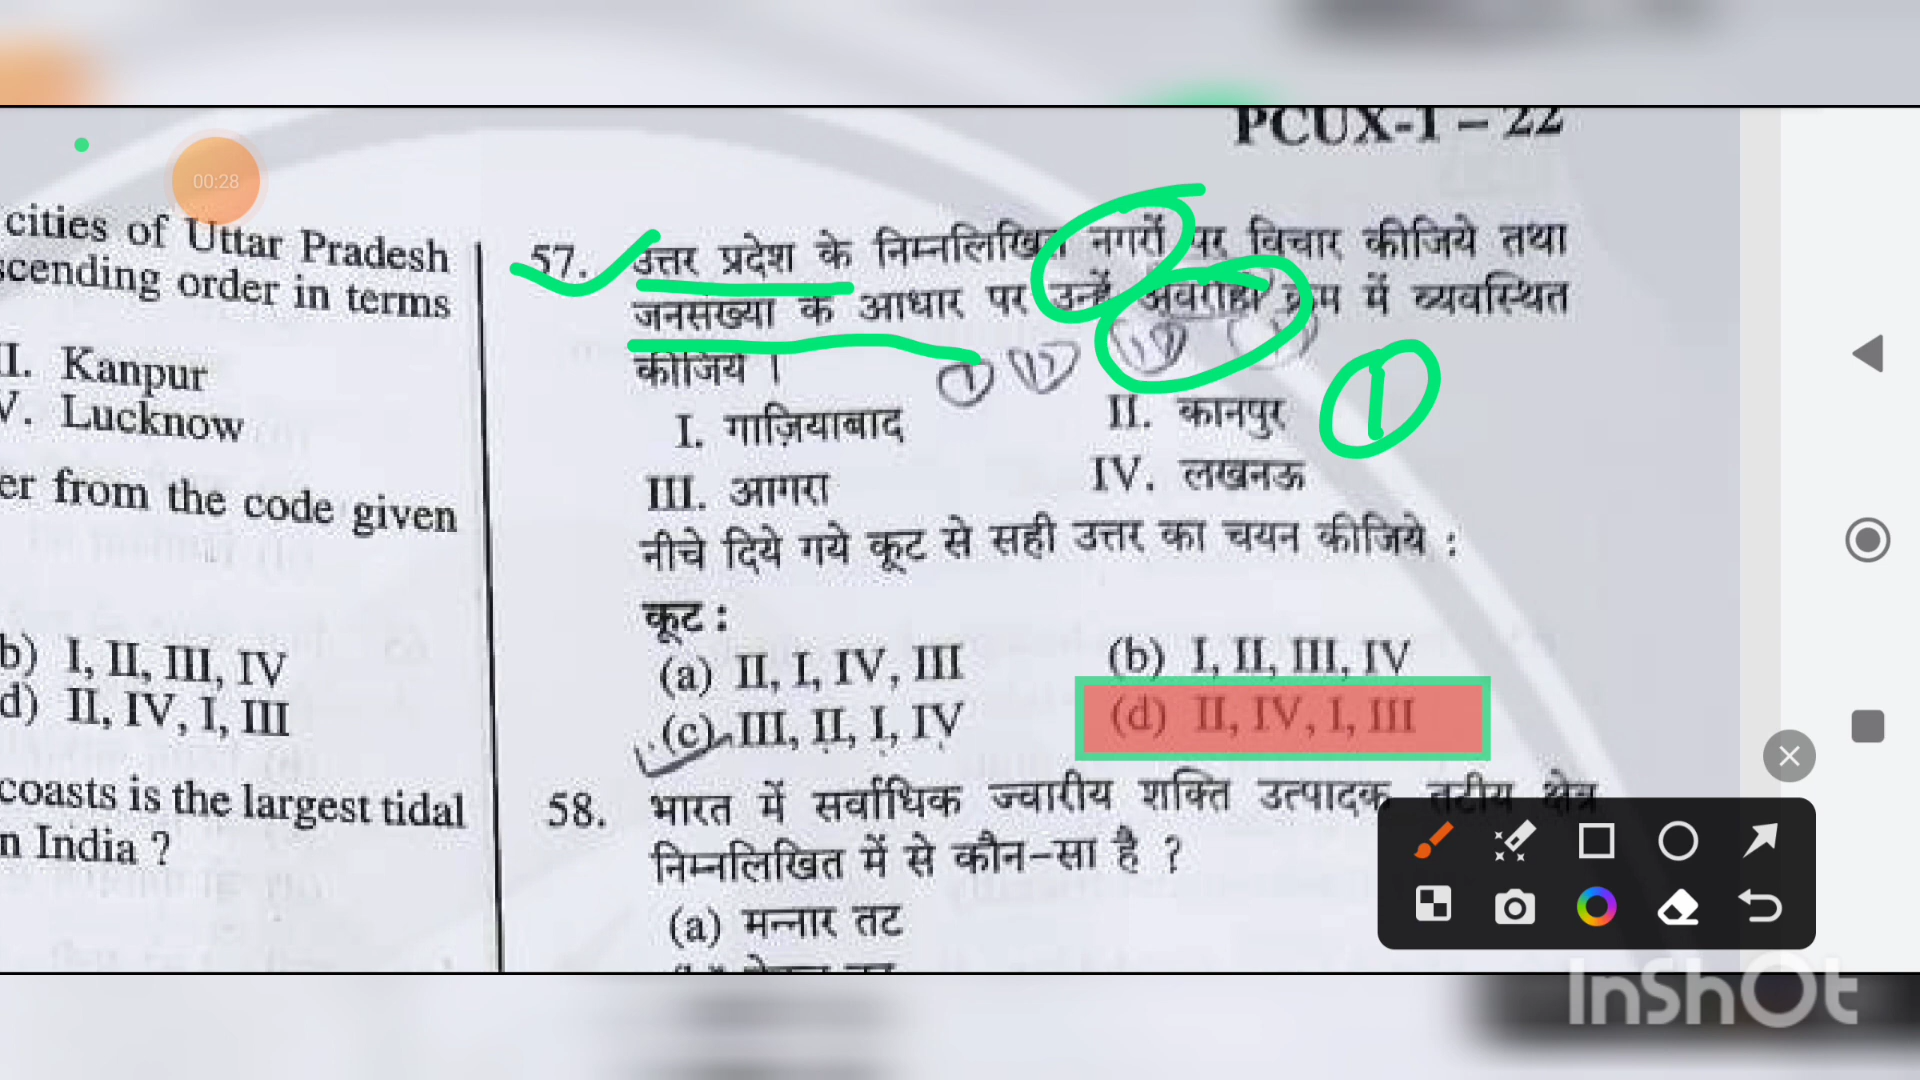 PCUX-1 – 22
00:28
cities of Uttar Pradesh
scending order in terms
II. Kanpur
V. Lucknow
er from the code given
b) I, II, III, IV
d) II, IV, I, III
coasts is the largest tidal
n India ?
57. उत्तर प्रदेश के निम्नलिखित नगरों पर विचार कीजिये तथा
जनसंख्या के आधार पर उन्हें अवरोही क्रम में व्यवस्थित
कीजिये ।
I. गाज़ियाबाद II. कानपुर
III. आगरा IV. लखनऊ
नीचे दिये गये कूट से सही उत्तर का चयन कीजिये :
कूट :
(a) II, I, IV, III (b) I, II, III, IV
(c) III, II, I, IV (d) II, IV, I, III
58. भारत में सर्वाधिक ज्वारीय शक्ति उत्पादक तटीय क्षेत्र
निम्नलिखित में से कौन-सा है ?
(a) मन्नार तट
InShOt